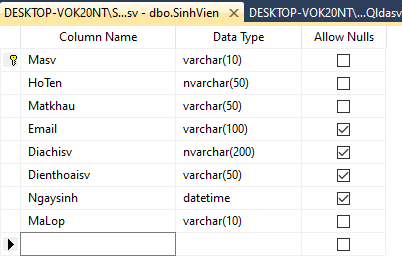 DESKTOP-VOK20NT\S...sv - dbo.SinhVien DESKTOP-VOK20NT\...Qldasv
Column Name Data Type Allow Nulls
Masv varchar(10)
HoTen nvarchar(50)
Matkhau varchar(50)
Email varchar(100)
Diachisv nvarchar(200)
Dienthoaisv varchar(50)
Ngaysinh datetime
MaLop varchar(10)